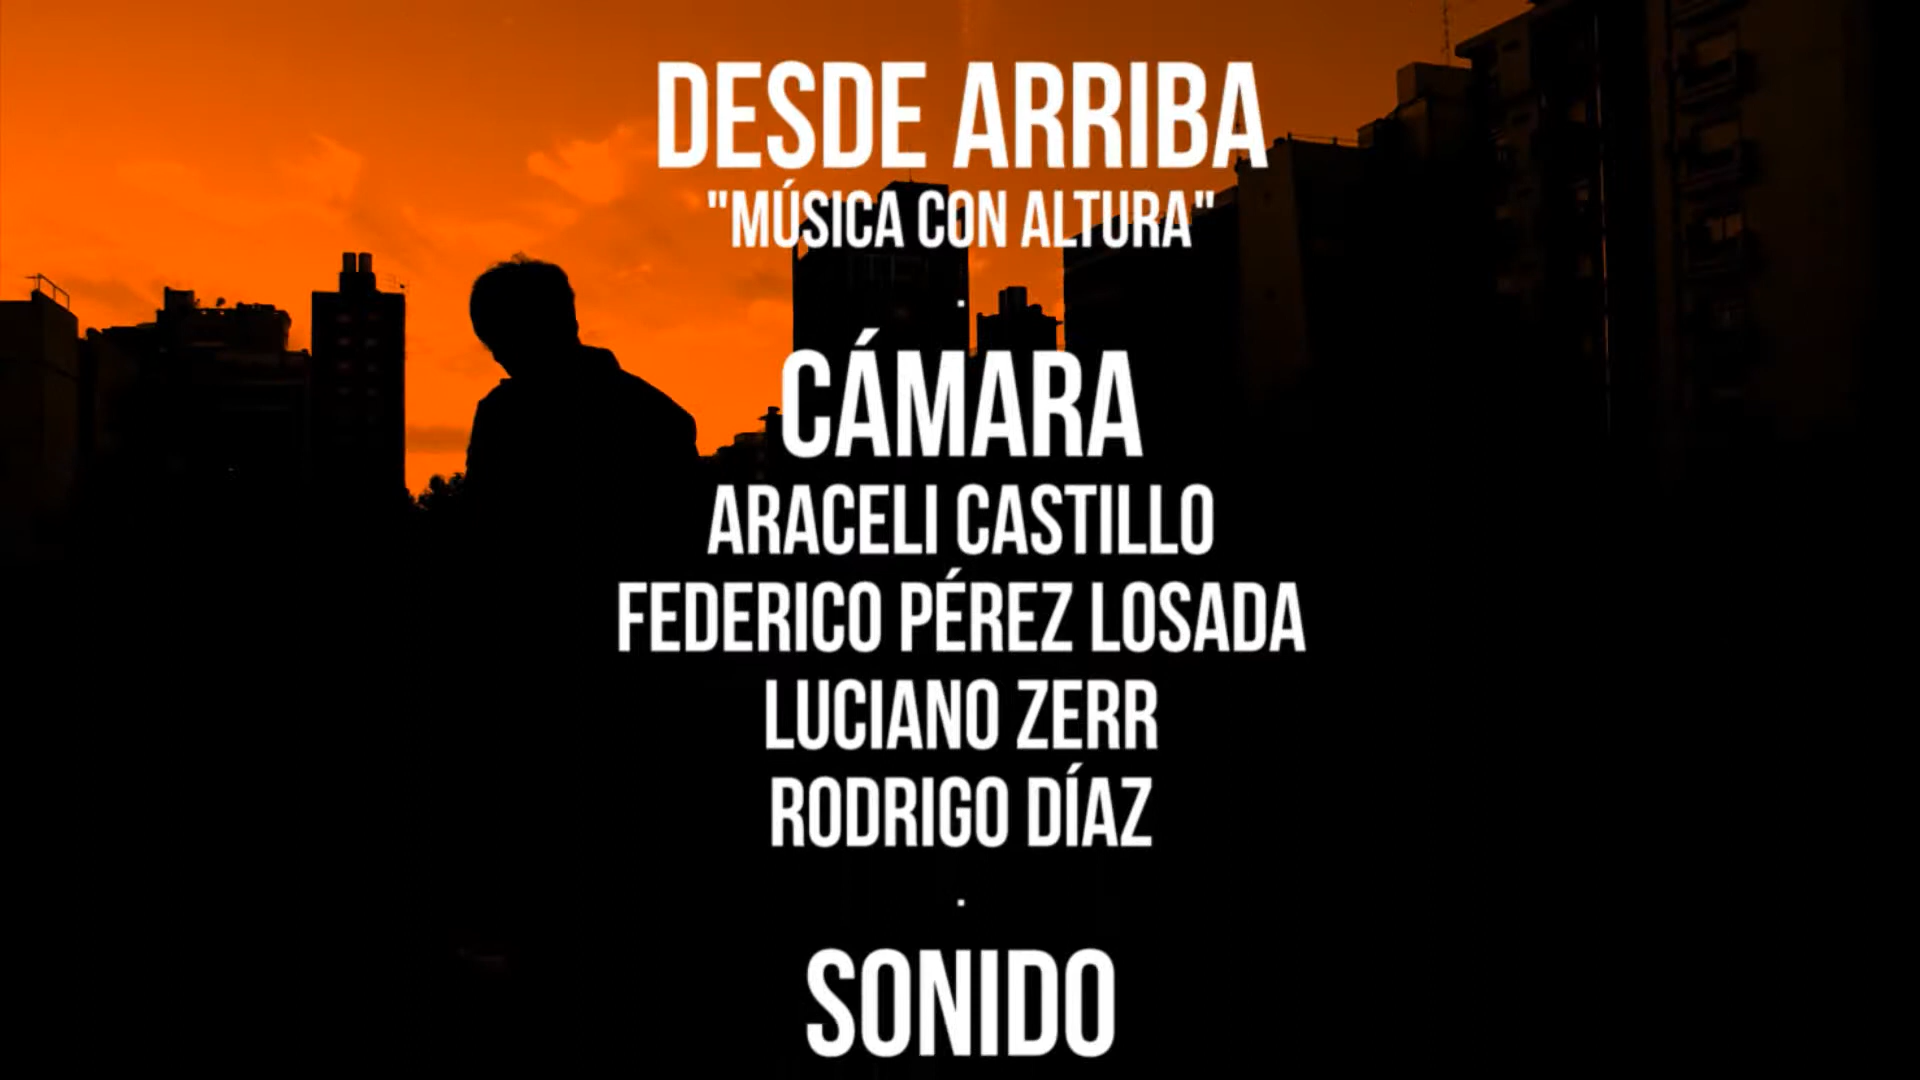 DESDE ARRIBA
"MÚSICA CON ALTURA"
.
CÁMARA
ARACELI CASTILLO
FEDERICO PÉREZ LOSADA
LUCIANO ZERR
RODRIGO DÍAZ
.
SONIDO